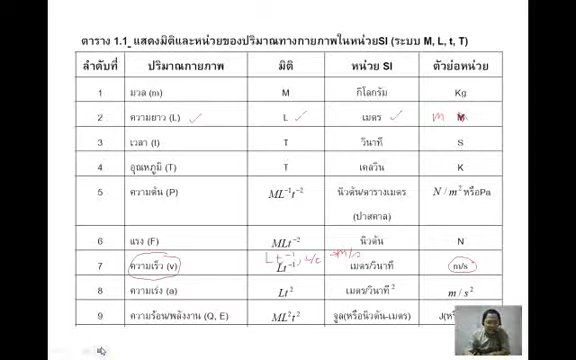 ตาราง 1.1 แสดงมิติและหน่วยของปริมาณทางกายภาพในหน่วยSI (ระบบ M, L, t, T)
ลำดับที่ ปริมาณกายภาพ มิติ หน่วย SI ตัวย่อหน่วย
1 มวล (m) M กิโลกรัม Kg
2 ความยาว (L) L เมตร m
3 เวลา (t) T วินาที S
4 อุณหภูมิ (T) T เคลวิน K
5 ความดัน (P) ML⁻¹t⁻² นิวตัน/ตารางเมตร N/m² หรือPa
(ปาสคาล)
6 แรง (F) MLt⁻² นิวตัน N
Lt⁻¹, L/t → m/s
7 ความเร็ว (v) Lt⁻¹ เมตร/วินาที m/s
8 ความเร่ง (a) Lt² เมตร/วินาที² m/s²
9 ความร้อน/พลังงาน (Q, E) ML²t² จูล(หรือนิวตัน-เมตร)